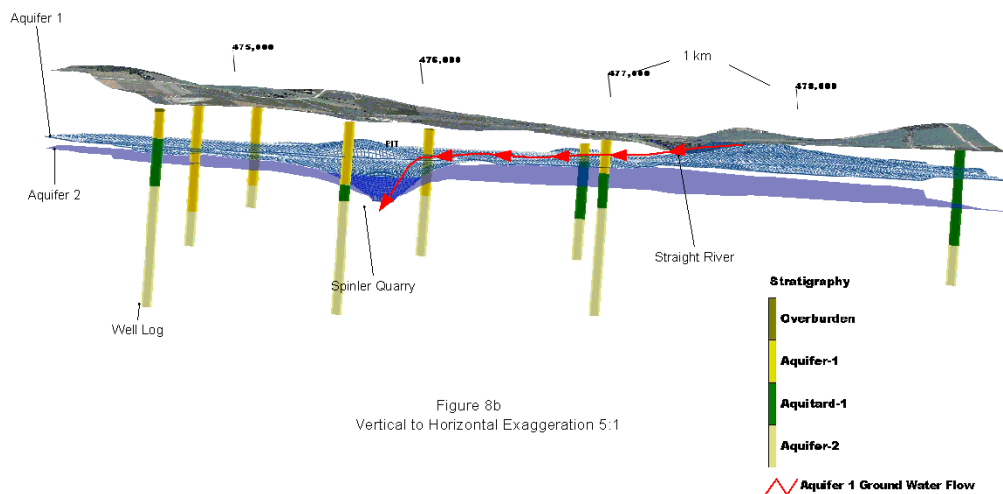 Aquifer 1
475,000
476,000
477,000
1 km
478,000
PIT
Aquifer 2
Straight River
Spinler Quarry
Well Log
Stratigraphy
Overburden
Aquifer-1
Aquitard-1
Aquifer-2
Aquifer 1 Ground Water Flow
Figure 8b
Vertical to Horizontal Exaggeration 5:1